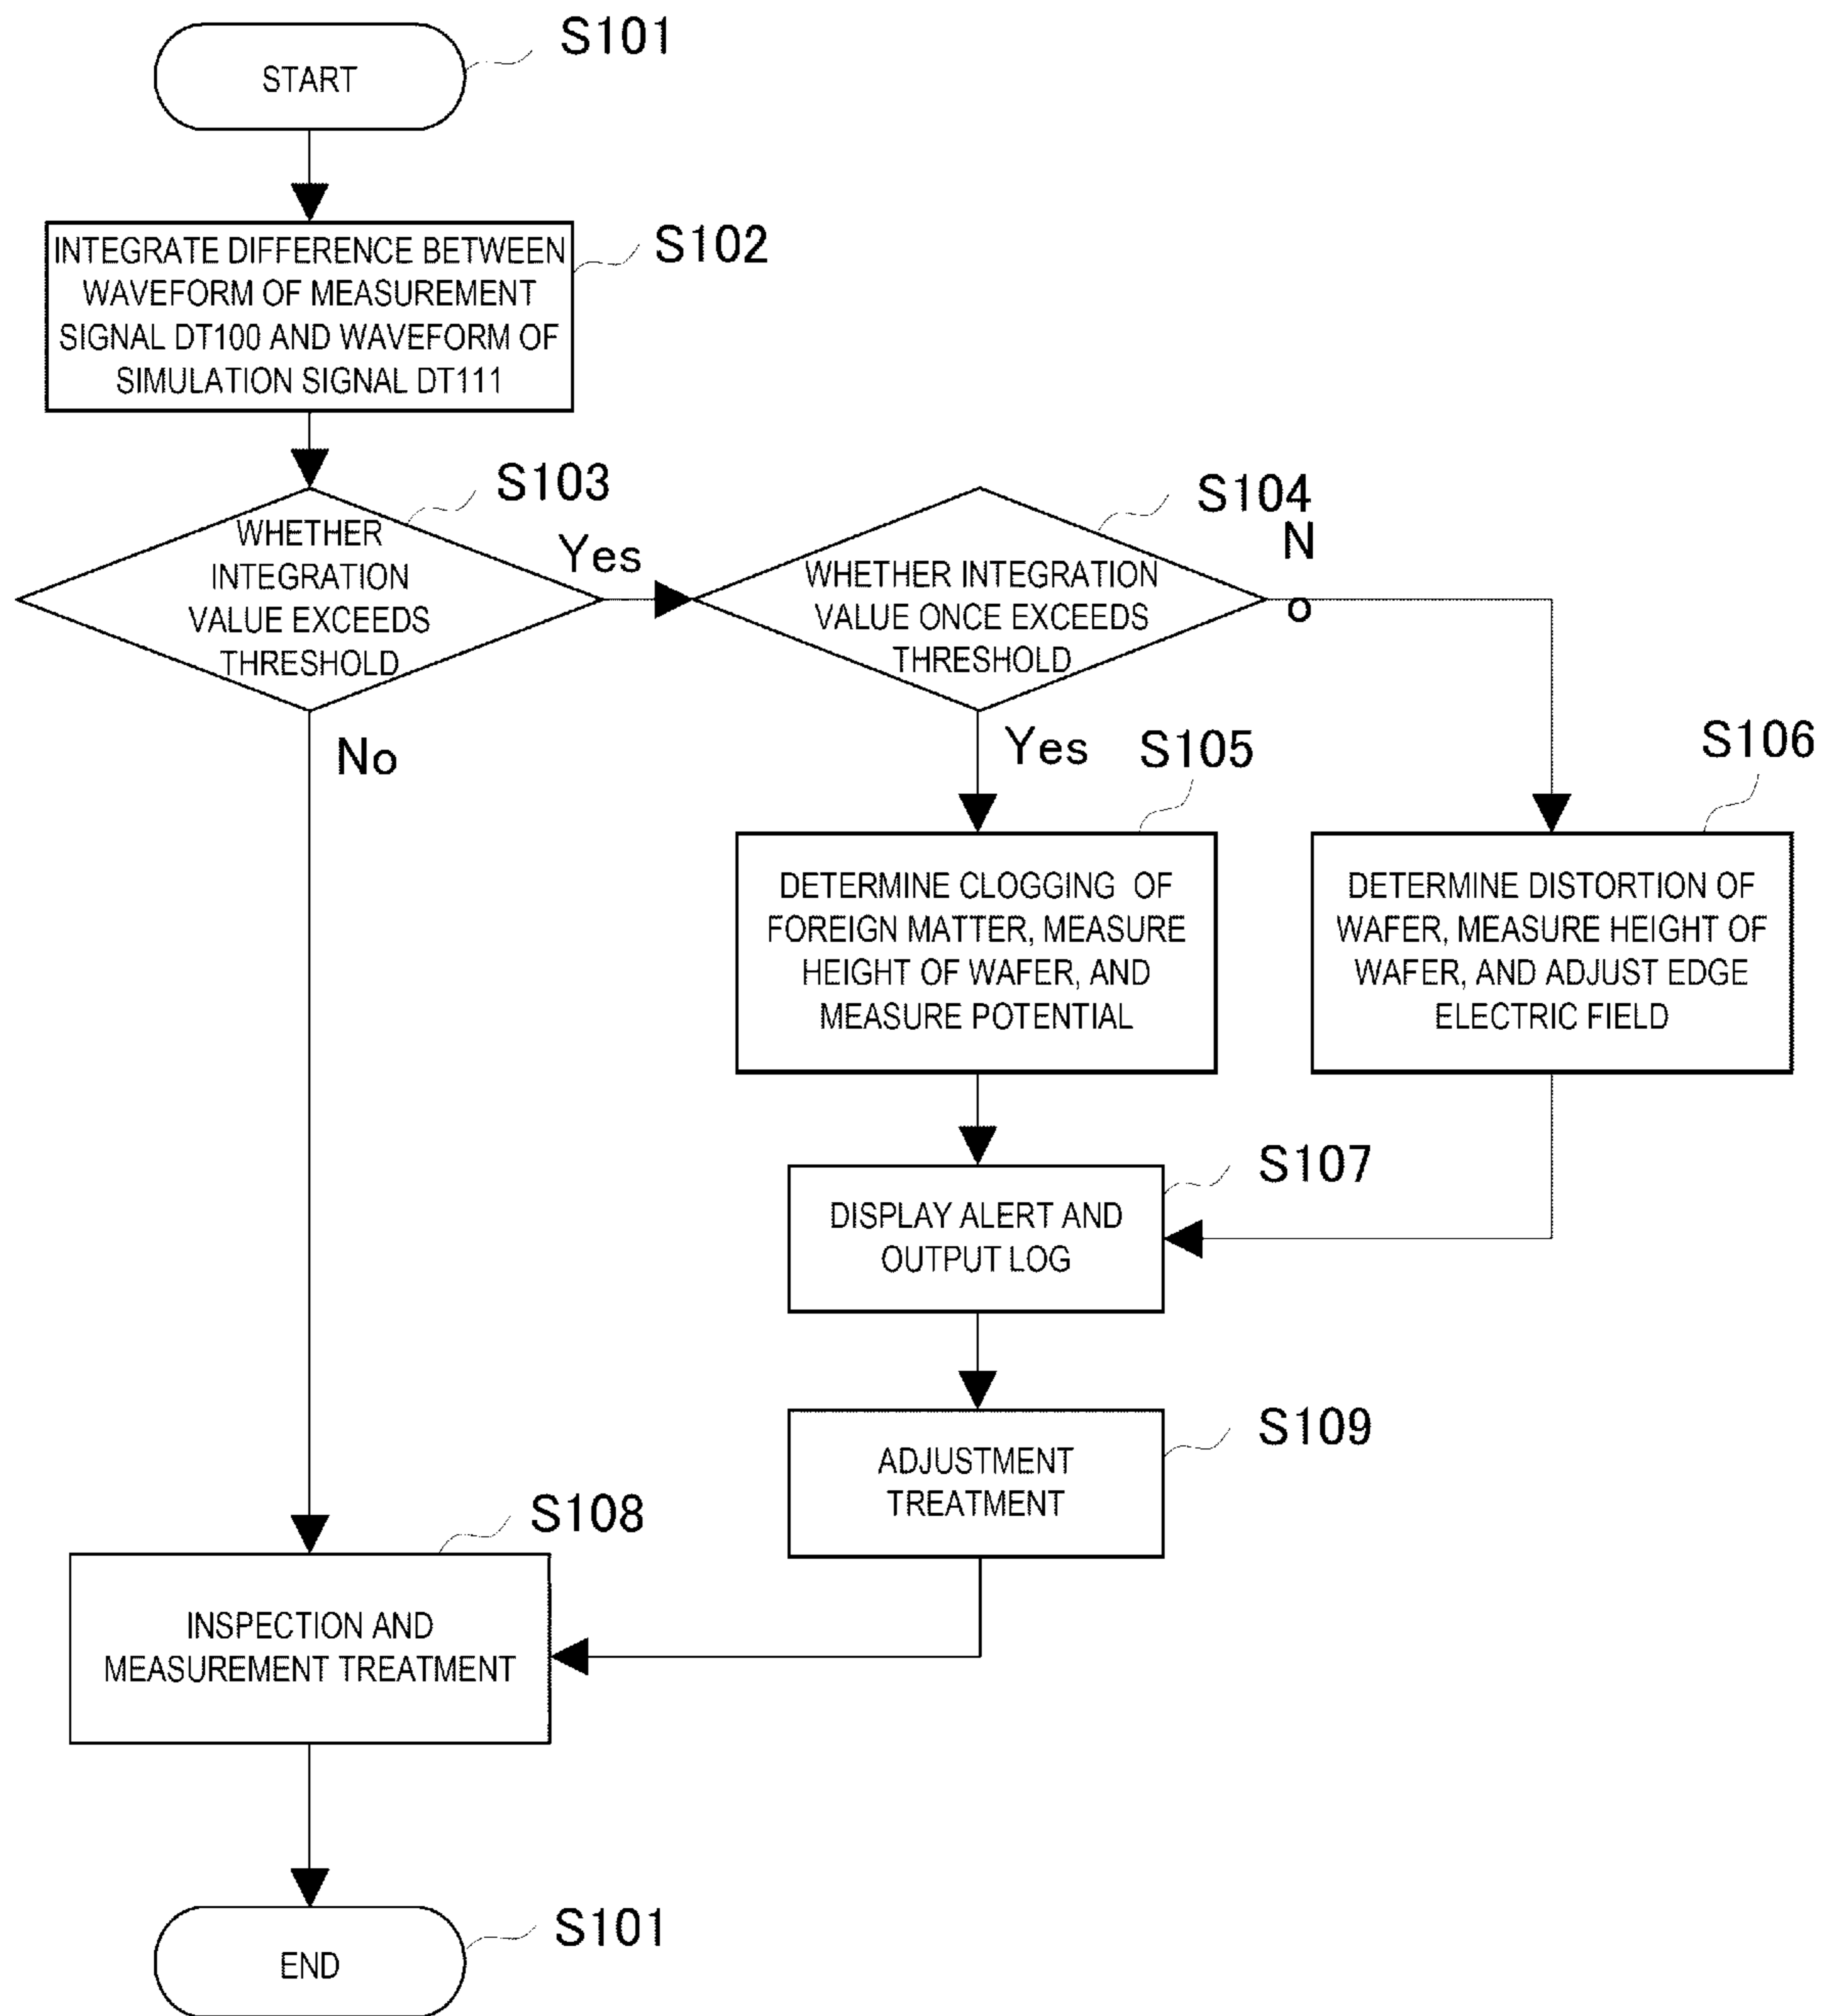 S101
START
S102
INTEGRATE DIFFERENCE BETWEEN
WAVEFORM OF MEASUREMENT
SIGNAL DT100 AND WAVEFORM OF
SIMULATION SIGNAL DT111
S103
WHETHER
INTEGRATION
VALUE EXCEEDS
THRESHOLD
Yes
No
S104
WHETHER INTEGRATION
VALUE ONCE EXCEEDS
THRESHOLD
N
o
Yes
S105
DETERMINE CLOGGING OF
FOREIGN MATTER, MEASURE
HEIGHT OF WAFER, AND
MEASURE POTENTIAL
S106
DETERMINE DISTORTION OF
WAFER, MEASURE HEIGHT OF
WAFER, AND ADJUST EDGE
ELECTRIC FIELD
S107
DISPLAY ALERT AND
OUTPUT LOG
S109
ADJUSTMENT
TREATMENT
S108
INSPECTION AND
MEASUREMENT TREATMENT
S101
END